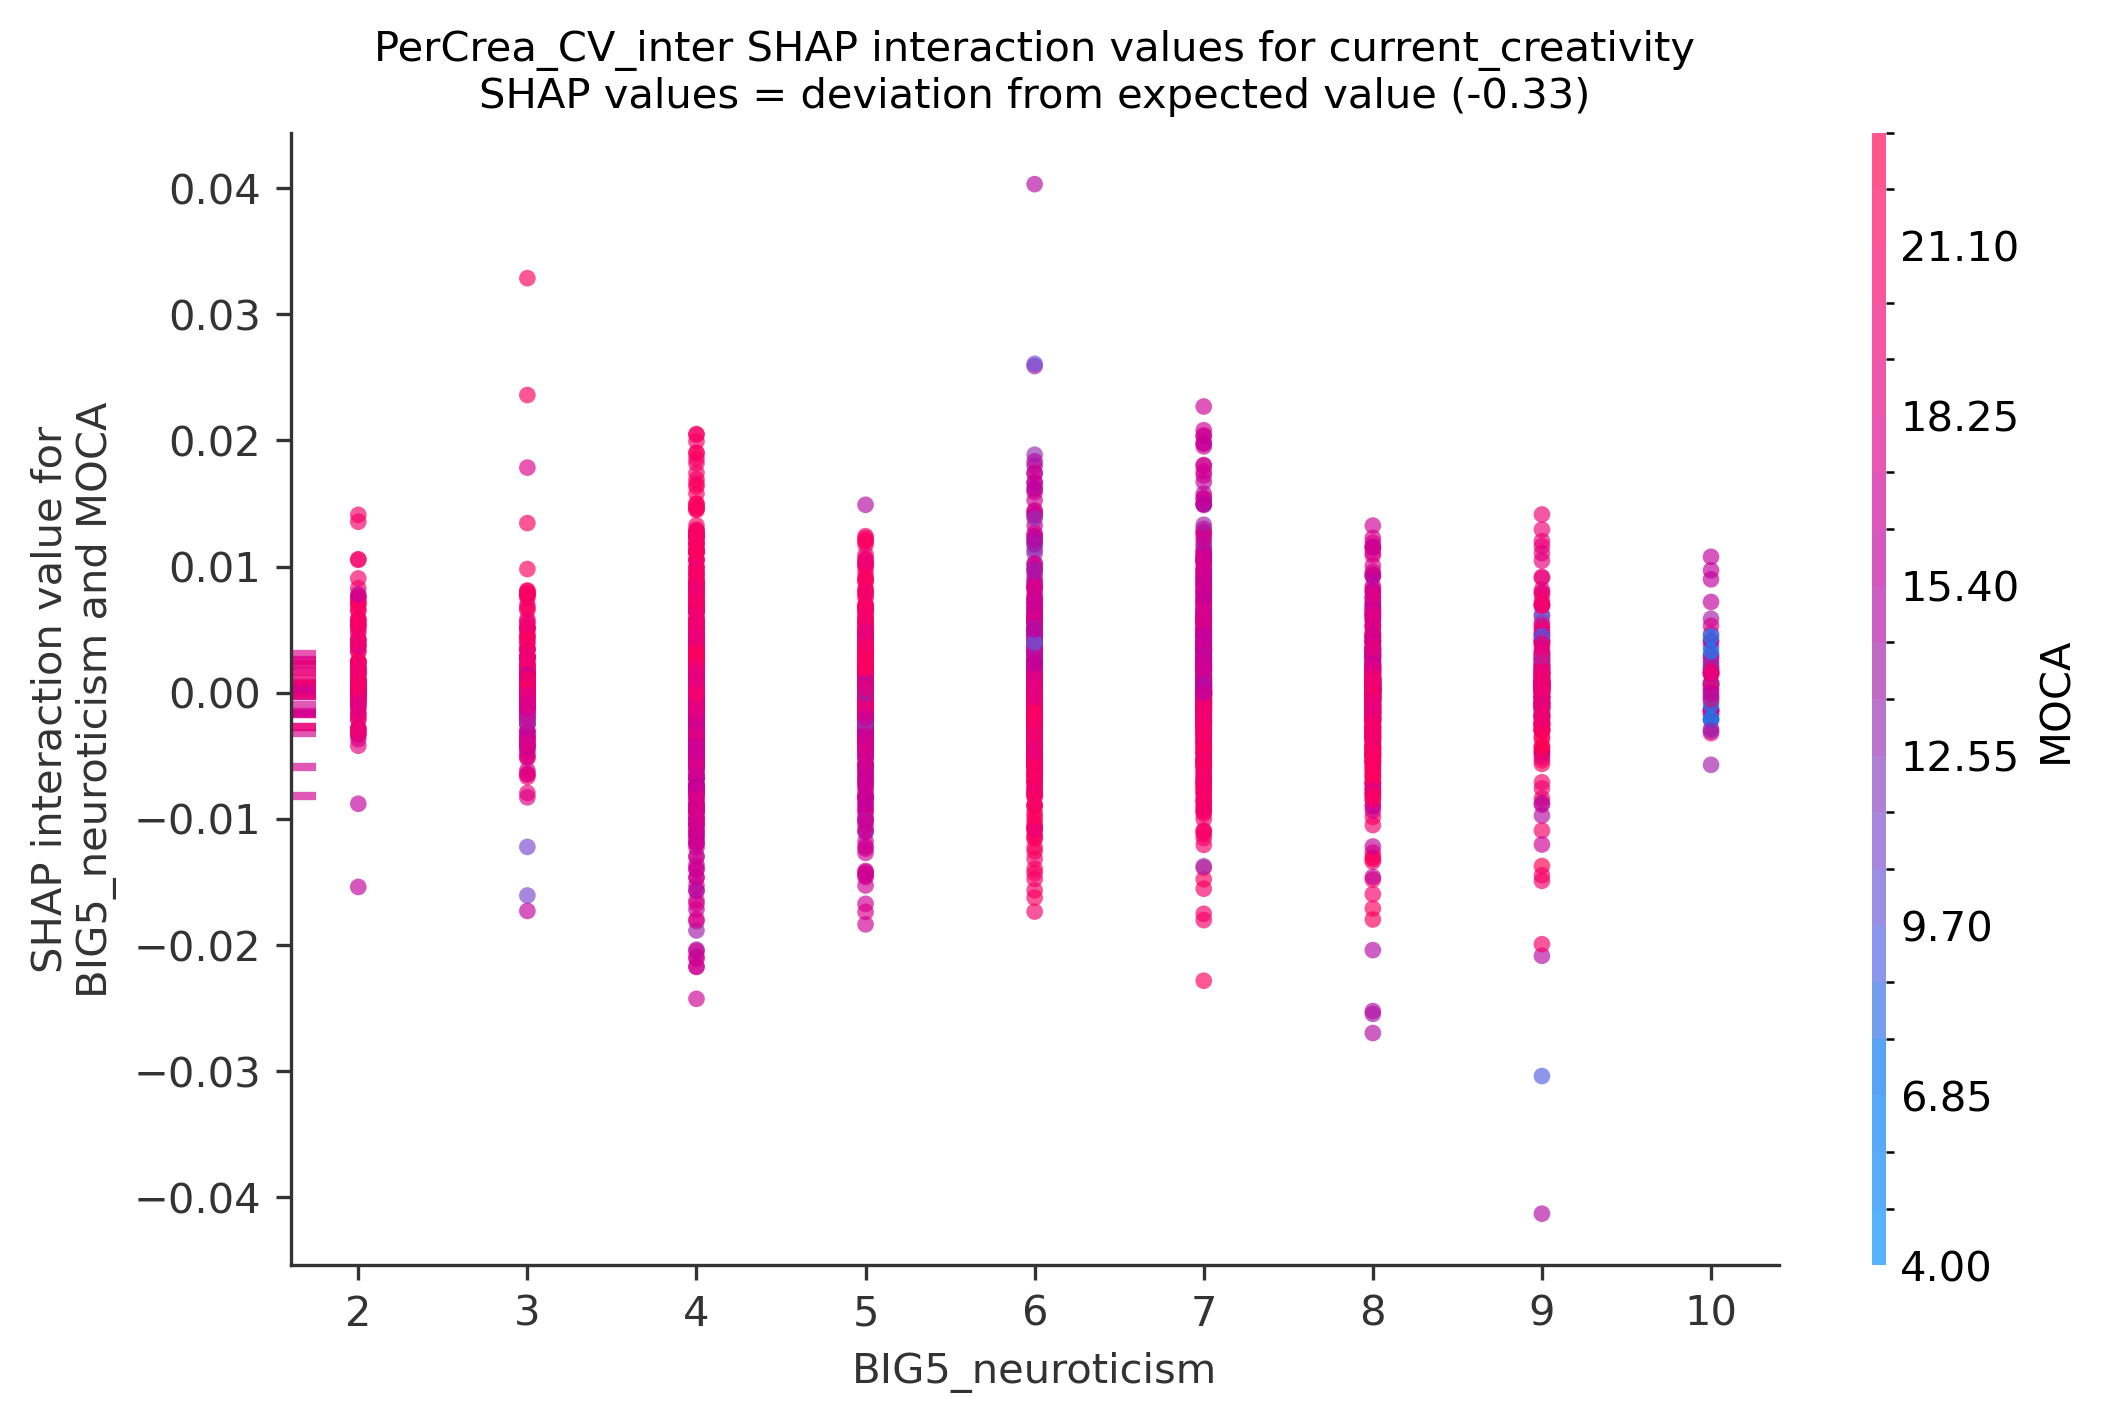 PerCrea_CV_inter SHAP interaction values for current_creativity
SHAP values = deviation from expected value (-0.33)
SHAP interaction value for
BIG5_neuroticism and MOCA
0.04
0.03
0.02
0.01
0.00
−0.01
−0.02
−0.03
−0.04
2 3 4 5 6 7 8 9 10
BIG5_neuroticism
21.10
18.25
15.40
12.55
9.70
6.85
4.00
MOCA